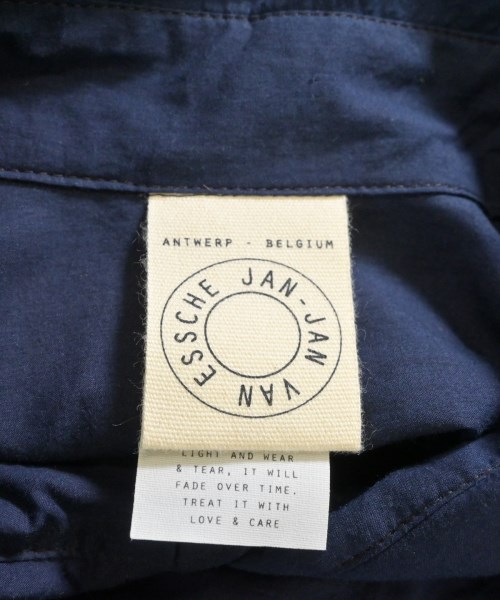 ANTWERP - BELGIUM
JAN-JAN VAN ESSCHE
LIGHT AND WEAR
& TEAR, IT WILL
FADE OVER TIME.
TREAT IT WITH
LOVE & CARE